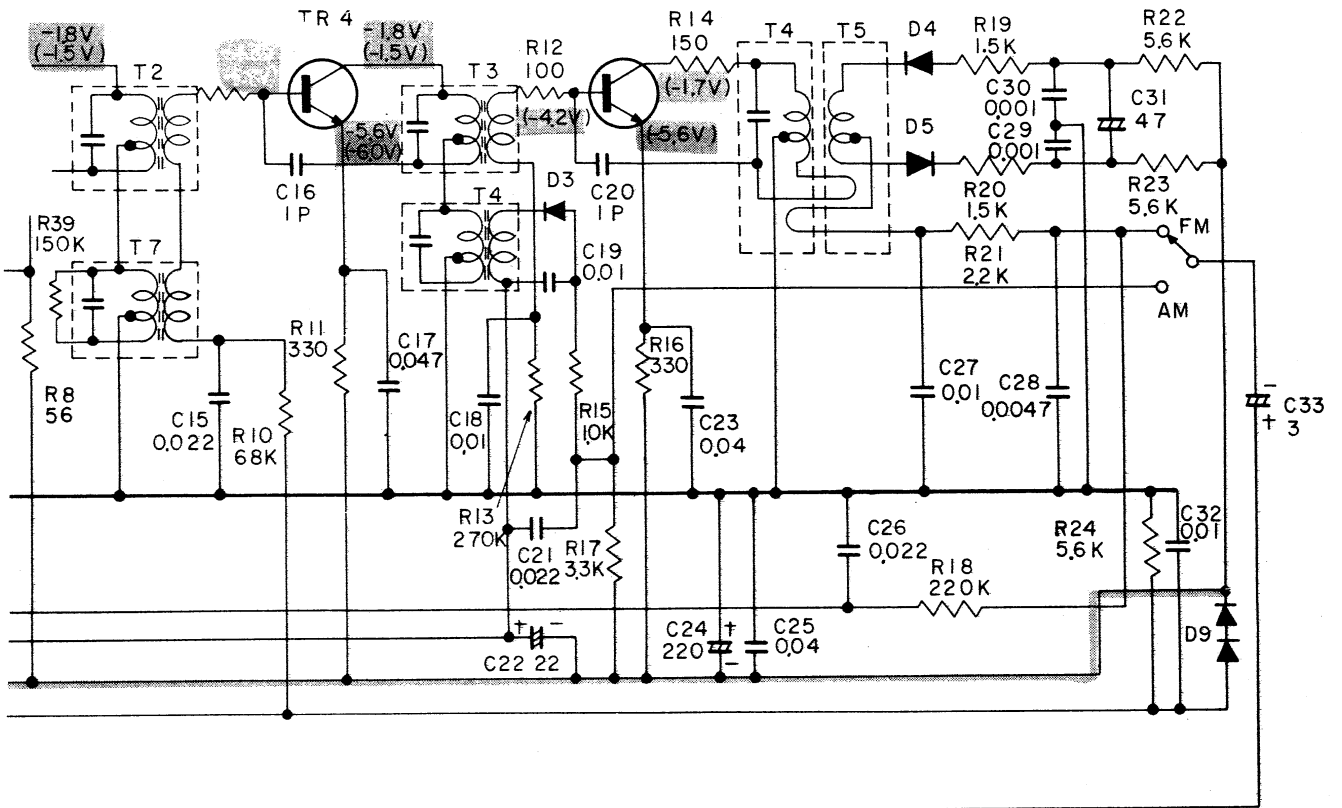 TR 4
-1.8V
(-1.5V)
-1.8V
(-1.5V)
R12
100
R14
150
T4
T5
D4
R19
1.5K
R22
5.6 K
T2
T3
(-1.7V)
(-4.2V)
(-5.6V)
-5.6V
(-6.0V)
C30
0.001
C29
0.001
C31
47
D5
C16
1P
D3
C20
1 P
R20
1.5K
R23
5.6 K
R39
150K
T7
T4
C19
0.01
R21
2.2K
FM
AM
R11
330
C17
0.047
R16
330
R8
56
C15
0.022
R10
68K
C18
0.01
R15
1.0K
C23
0.04
C27
0.01
C28
0.0047
-
+
C33
3
R13
270K
C21
0.022
R17
3.3K
C26
0.022
R18
220K
R24
5.6 K
C32
0.01
+ -
C22 22
C24
220
+
-
C25
0.04
D9